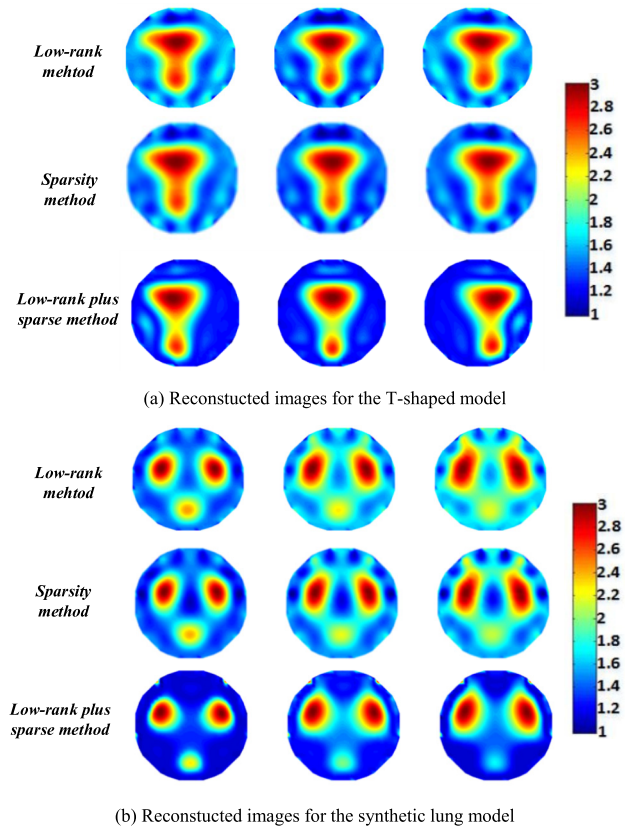 Low-rank
mehtod
Sparsity
method
Low-rank plus
sparse method
3
2.8
2.6
2.4
2.2
2
1.8
1.6
1.4
1.2
1
(a) Reconstucted images for the T-shaped model
Low-rank
mehtod
Sparsity
method
Low-rank plus
sparse method
3
2.8
2.6
2.4
2.2
2
1.8
1.6
1.4
1.2
1
(b) Reconstucted images for the synthetic lung model